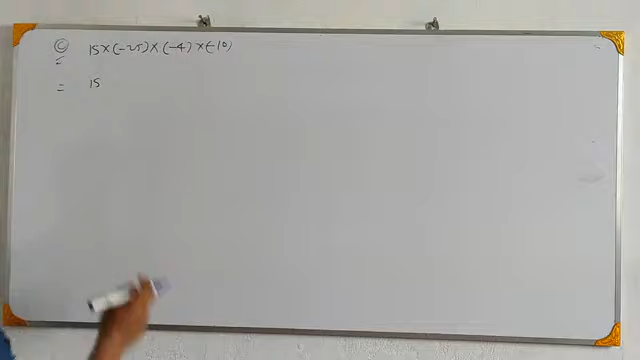 ⓒ 15×(-25)×(-4)×(-10)
= 15